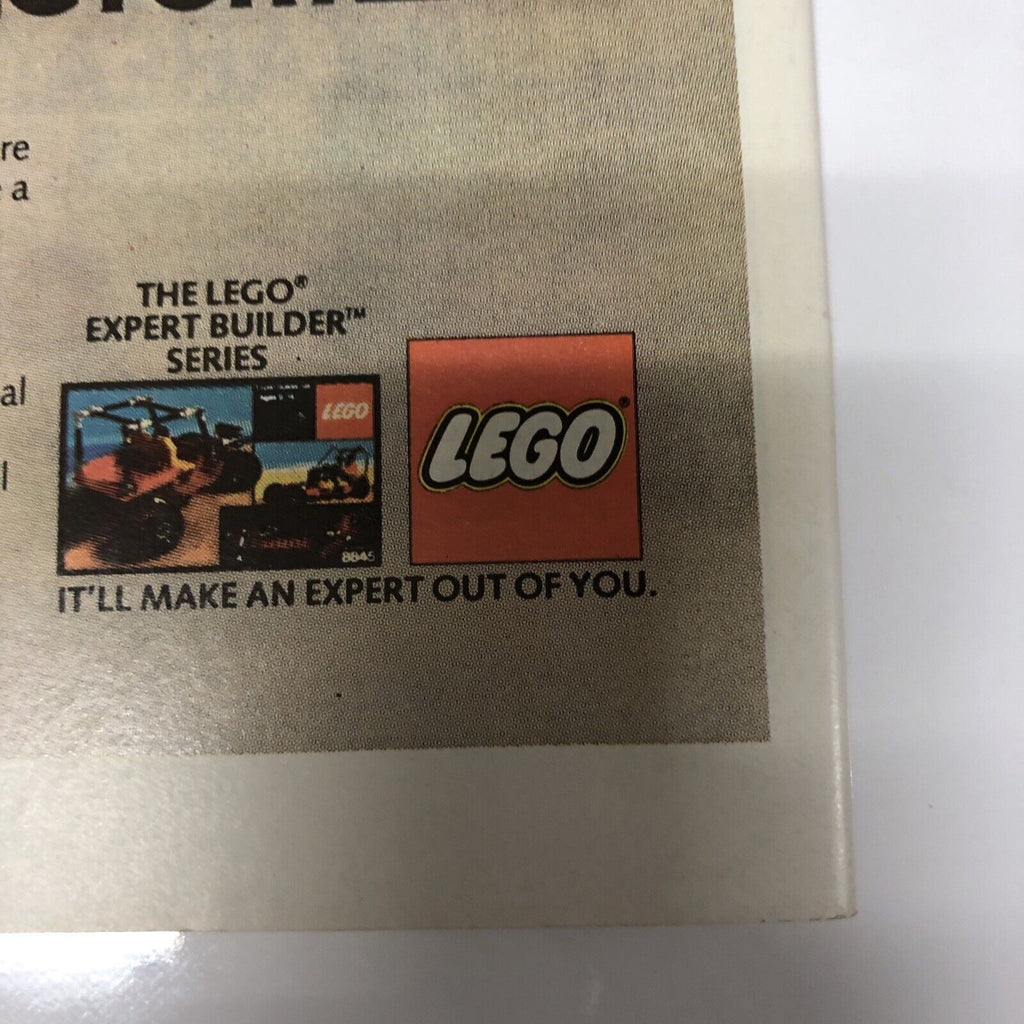 re
a
THE LEGO®
EXPERT BUILDER™
SERIES
al
LEGO
LEGO®
8845
l
IT'LL MAKE AN EXPERT OUT OF YOU.